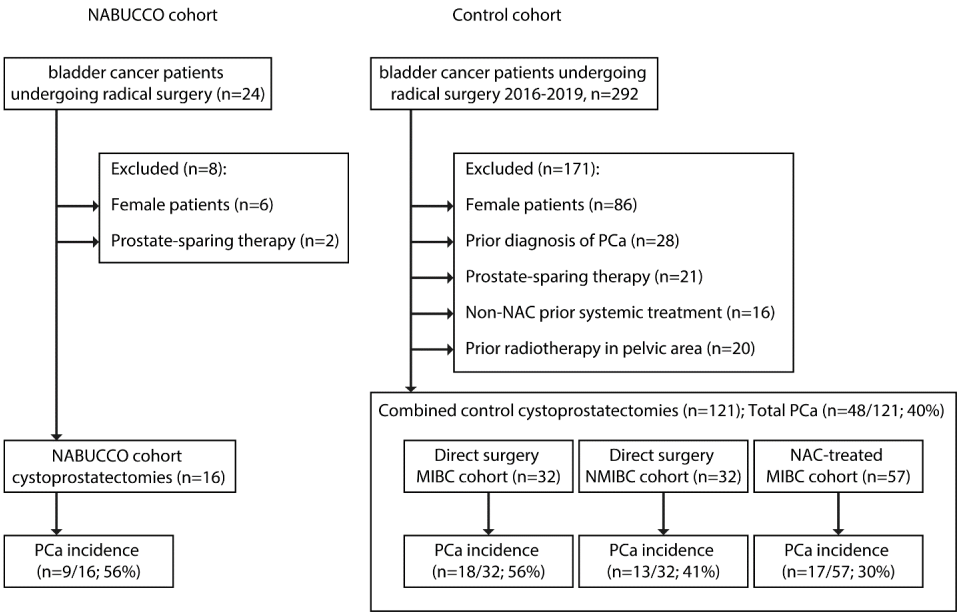 NABUCCO cohort
bladder cancer patients
undergoing radical surgery (n=24)
Excluded (n=8):
Female patients (n=6)
Prostate-sparing therapy (n=2)
NABUCCO cohort
cystoprostatectomies (n=16)
PCa incidence
(n=9/16; 56%)
Control cohort
bladder cancer patients undergoing
radical surgery 2016-2019, n=292
Excluded (n=171):
Female patients (n=86)
Prior diagnosis of PCa (n=28)
Prostate-sparing therapy (n=21)
Non-NAC prior systemic treatment (n=16)
Prior radiotherapy in pelvic area (n=20)
Combined control cystoprostatectomies (n=121); Total PCa (n=48/121; 40%)
Direct surgery
MIBC cohort (n=32)
PCa incidence
(n=18/32; 56%)
Direct surgery
NMIBC cohort (n=32)
PCa incidence
(n=13/32; 41%)
NAC-treated
MIBC cohort (n=57)
PCa incidence
(n=17/57; 30%)